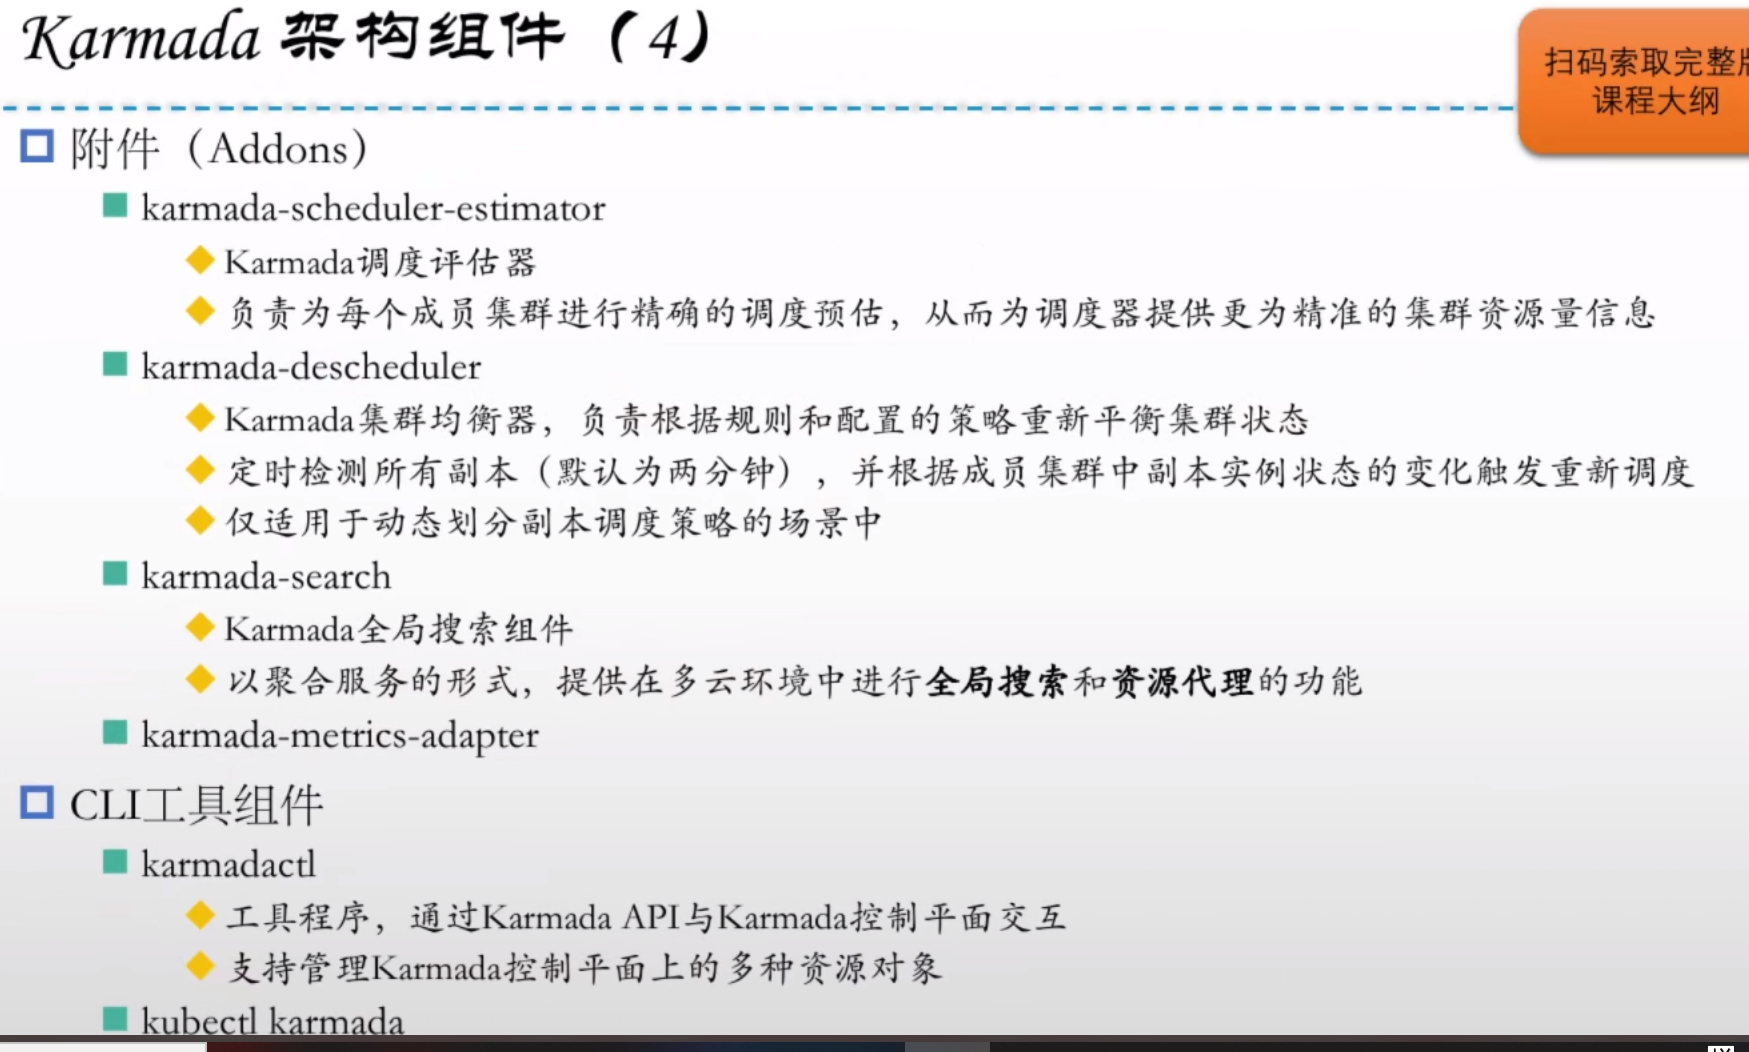 Karmada 架构组件（4）
扫码索取完整
课程大纲
附件（Addons）
karmada-scheduler-estimator
Karmada调度评估器
负责为每个成员集群进行精确的调度预估，从而为调度器提供更为精准的集群资源量信息
karmada-descheduler
Karmada集群均衡器，负责根据规则和配置的策略重新平衡集群状态
定时检测所有副本（默认为两分钟），并根据成员集群中副本实例状态的变化触发重新调度
仅适用于动态划分副本调度策略的场景中
karmada-search
Karmada全局搜索组件
以聚合服务的形式，提供在多云环境中进行全局搜索和资源代理的功能
karmada-metrics-adapter
CLI工具组件
karmadactl
工具程序，通过Karmada API与Karmada控制平面交互
支持管理Karmada控制平面上的多种资源对象
kubectl karmada